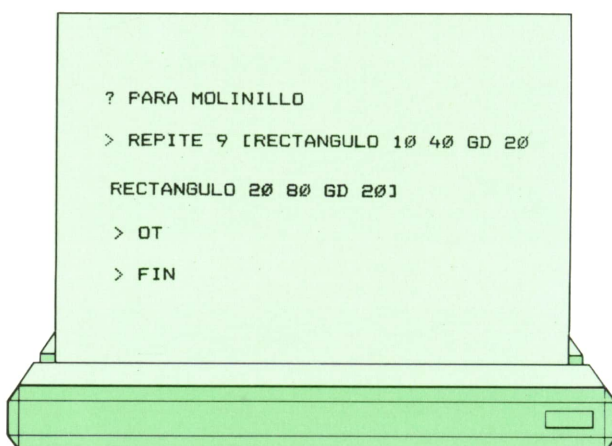 ? PARA MOLINILLO
> REPITE 9 [RECTANGULO 10 40 GD 20
RECTANGULO 20 80 GD 20]
> OT
> FIN